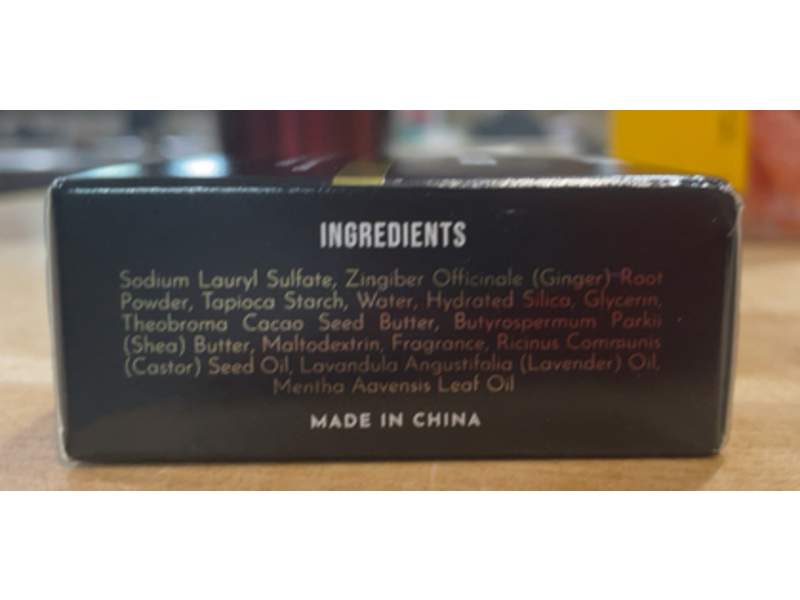 INGREDIENTS
Sodium Lauryl Sulfate, Zingiber Officinale (Ginger) Root
Powder, Tapioca Starch, Water, Hydrated Silica, Glycerin,
Theobroma Cacao Seed Butter, Butyrospermum Parkii
(Shea) Butter, Maltodextrin, Fragrance, Ricinus Communis
(Castor) Seed Oil, Lavandula Angustifolia (Lavender) Oil,
Mentha Aavensis Leaf Oil
MADE IN CHINA